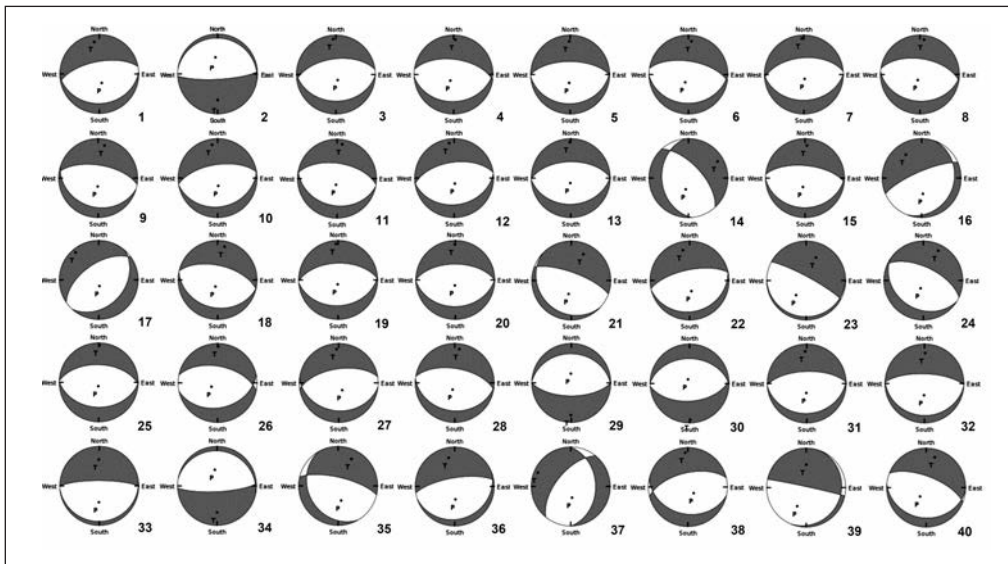 North North North North North North North North
T T T T T T T
P
West East West East West East West East West East West East West East West East
P P P P P P P
T
South South South South South South South South
1 2 3 4 5 6 7 8
North North North North North North North North
T T T T T T T T
West East West East West East West East West East West East West East West East
P P P P P P P P
South South South South South South South South
9 10 11 12 13 14 15 16
North North North North North North North North
T T T T T T T T
West East West East West East West East West East West East West East West East
P P P P P P P P
South South South South South South South South
17 18 19 20 21 22 23 24
North North North North North North North North
T T T T T T
West East West East West East West East West East West East West East West East
P P P P P P P P
T T
South South South South South South South South
25 26 27 28 29 30 31 32
North North North North North North North North
T T T T T T T
West East West East West East West East West East West East West East West East
P P P P P P P P
T
South South South South South South South South
33 34 35 36 37 38 39 40